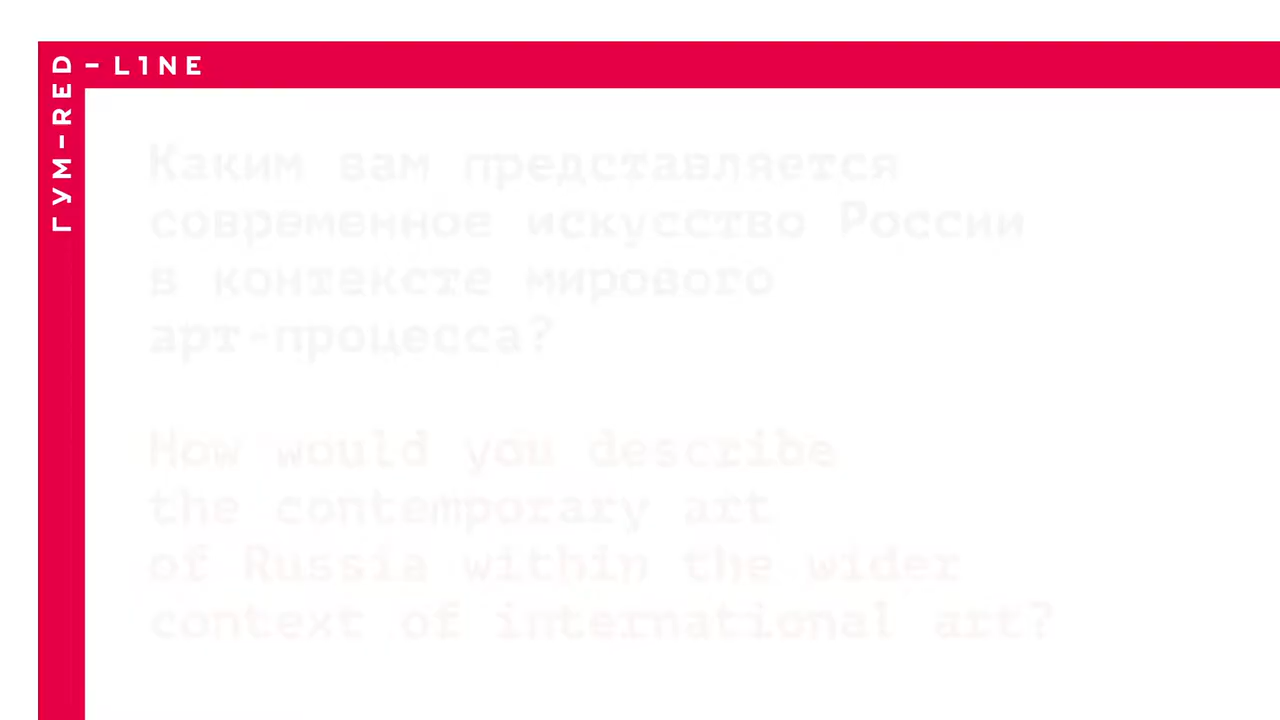 ГУМ-RED
-L1NE
Каким вам представляется
современное искусство России
в контексте мирового
арт-процесса?
How would you describe
the contemporary art
of Russia within the wider
context of international art?